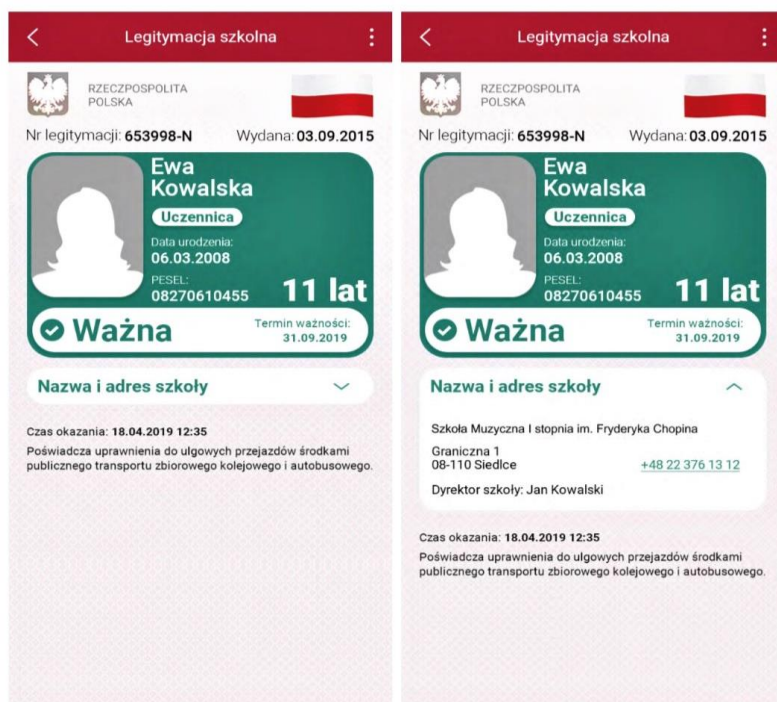 Legitymacja szkolna
RZECZPOSPOLITA
POLSKA
Nr legitymacji: 653998-N Wydana: 03.09.2015
Ewa
Kowalska
Uczennica
Data urodzenia:
06.03.2008
PESEL:
08270610455
11 lat
Ważna
Termin ważności:
31.09.2019
Nazwa i adres szkoły
Czas okazania: 18.04.2019 12:35
Poświadcza uprawnienia do ulgowych przejazdów środkami
publicznego transportu zbiorowego kolejowego i autobusowego.
Legitymacja szkolna
RZECZPOSPOLITA
POLSKA
Nr legitymacji: 653998-N Wydana: 03.09.2015
Ewa
Kowalska
Uczennica
Data urodzenia:
06.03.2008
PESEL:
08270610455
11 lat
Ważna
Termin ważności:
31.09.2019
Nazwa i adres szkoły
Szkoła Muzyczna I stopnia im. Fryderyka Chopina
Graniczna 1
08-110 Siedlce +48 22 376 13 12
Dyrektor szkoły: Jan Kowalski
Czas okazania: 18.04.2019 12:35
Poświadcza uprawnienia do ulgowych przejazdów środkami
publicznego transportu zbiorowego kolejowego i autobusowego.